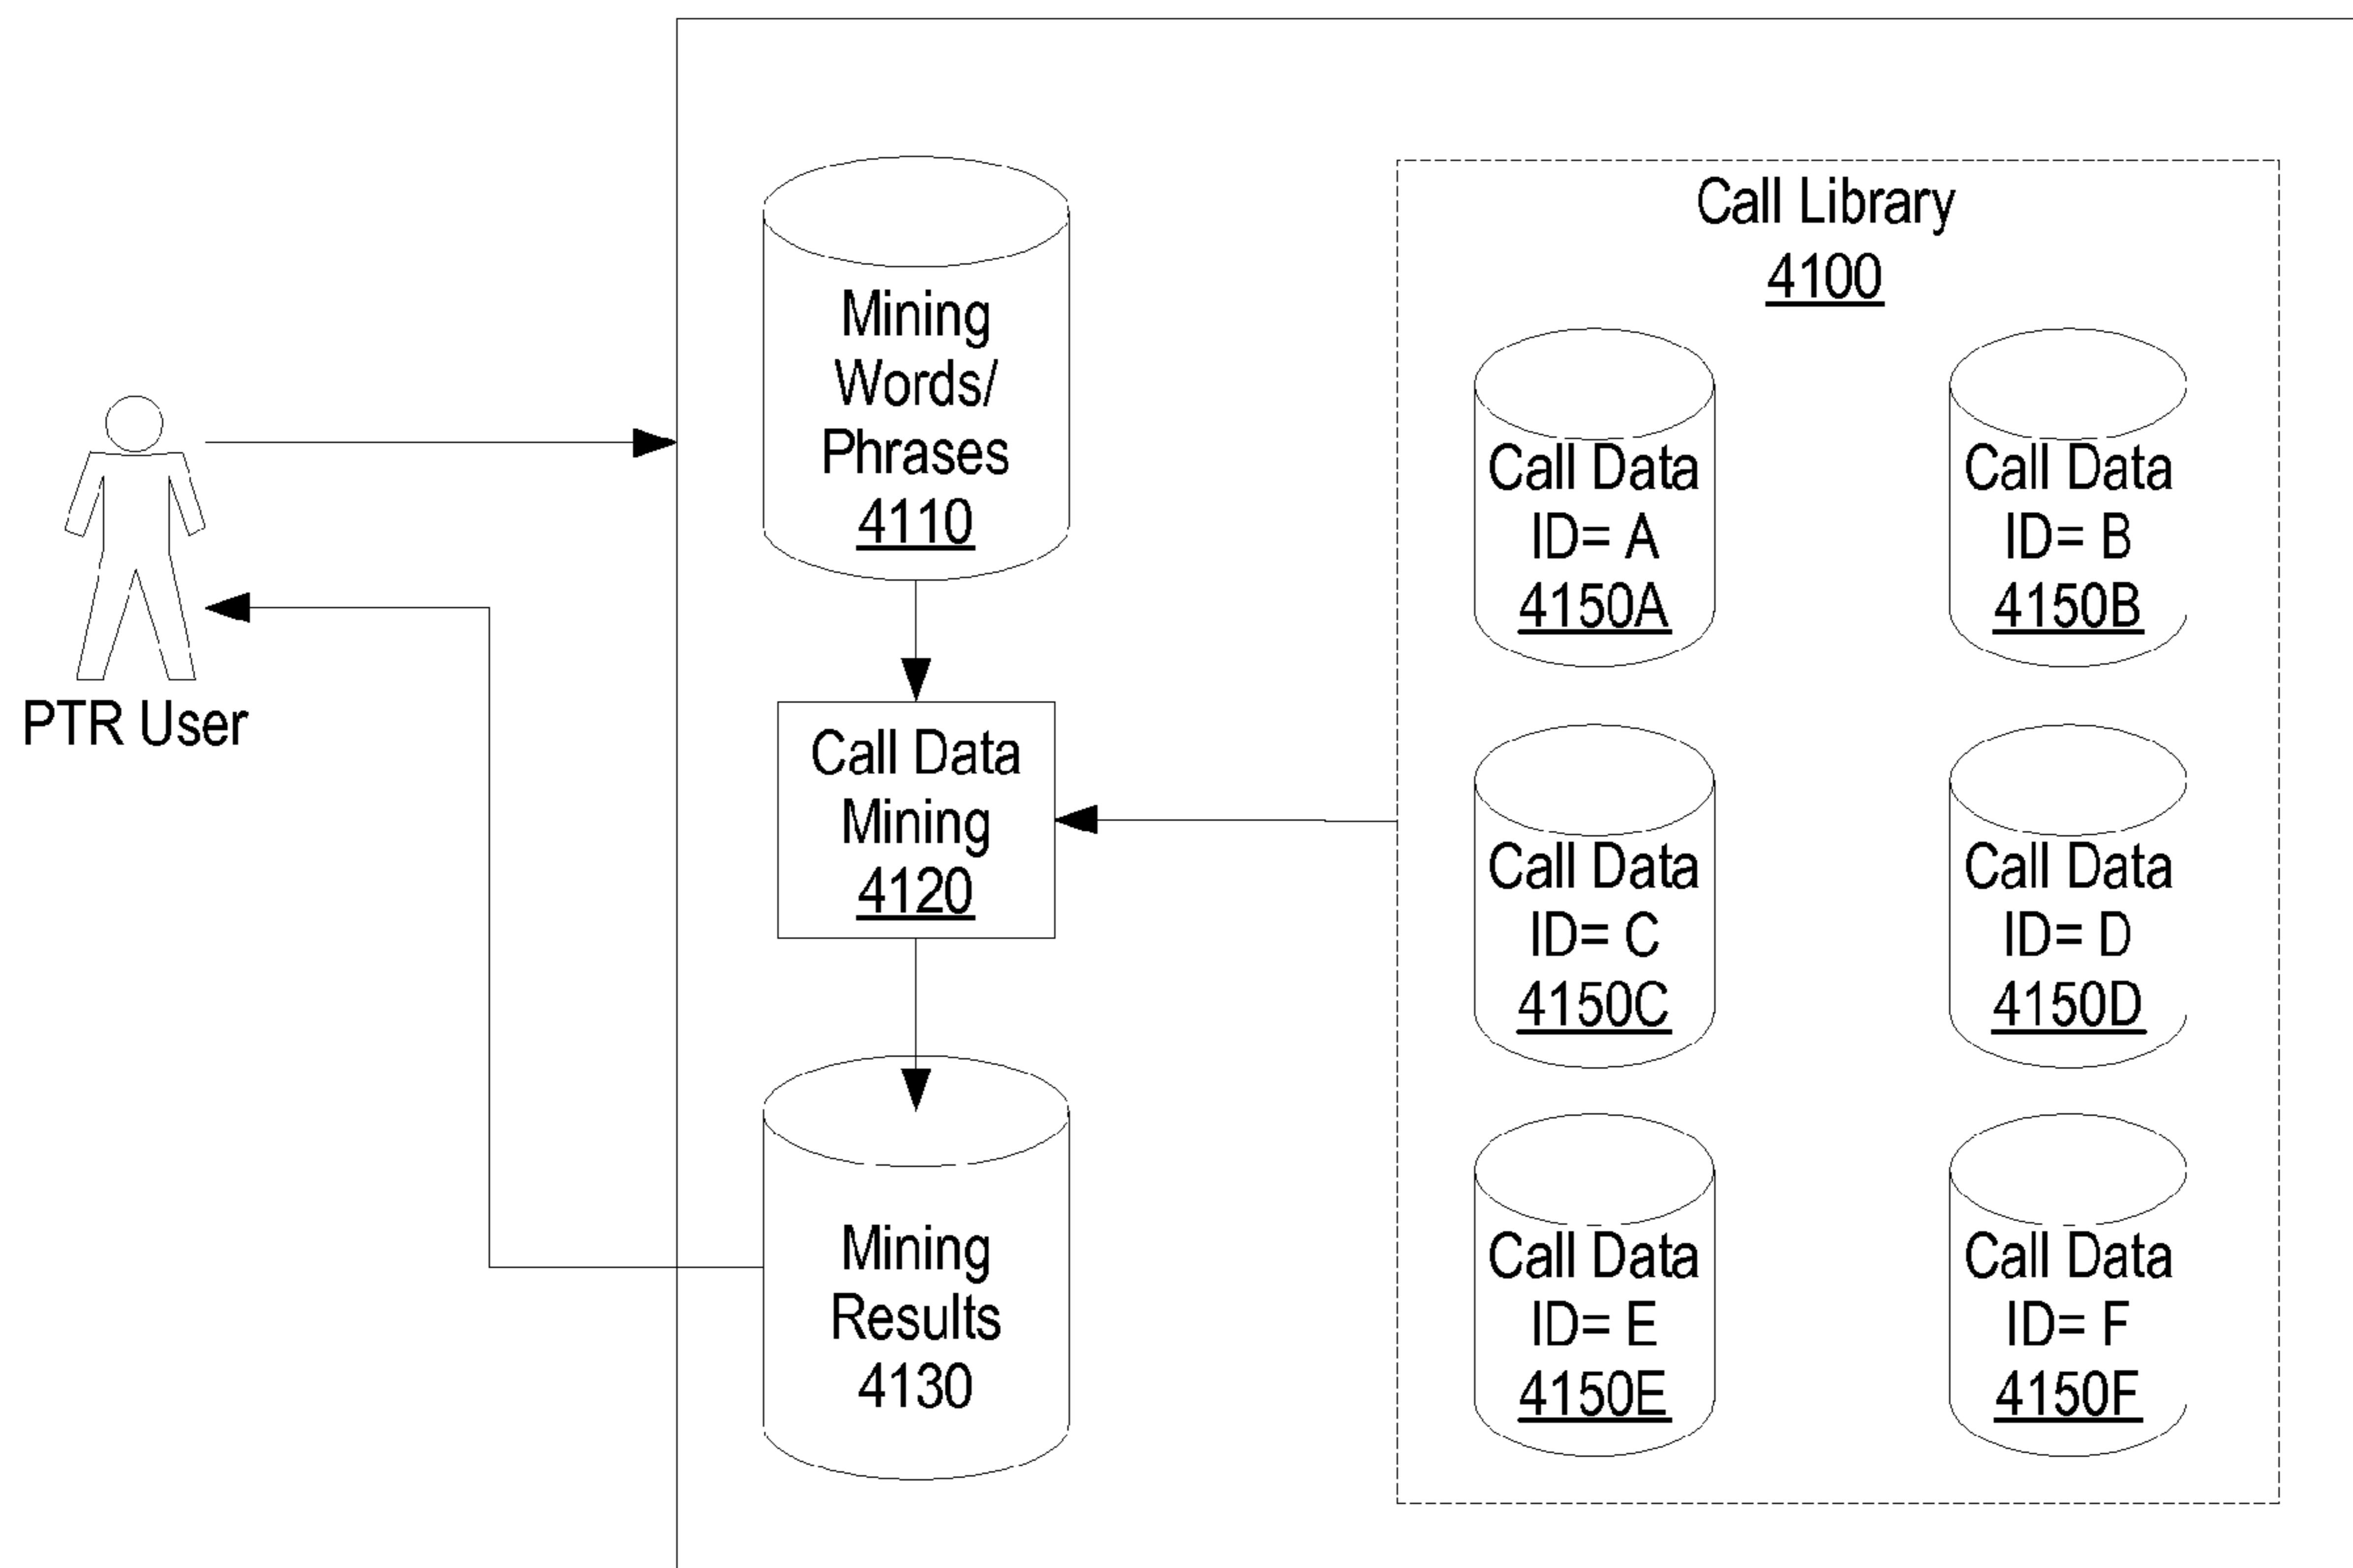 PTR User
Mining
Words/
Phrases
4110
Call Data
Mining
4120
Mining
Results
4130
Call Library
4100
Call Data
ID= A
4150A
Call Data
ID= B
4150B
Call Data
ID= C
4150C
Call Data
ID= D
4150D
Call Data
ID= E
4150E
Call Data
ID= F
4150F